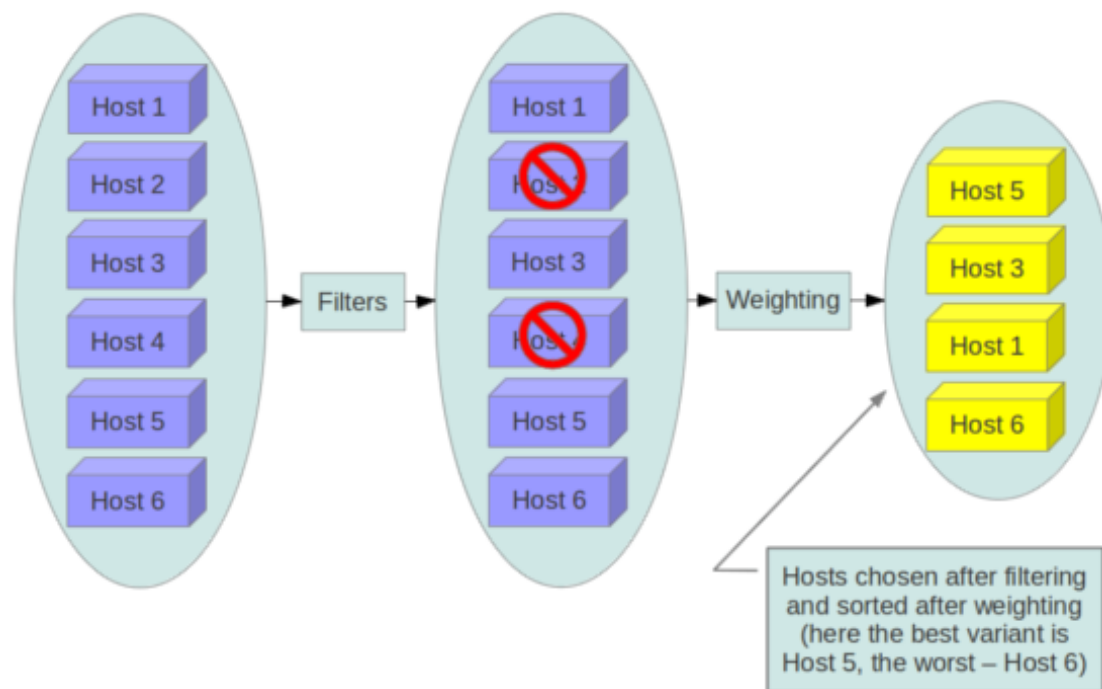 Host 1
Host 2
Host 3
Host 4
Host 5
Host 6
Filters
Host 1
Host 3
Host 5
Host 6
Weighting
Host 5
Host 3
Host 1
Host 6
Hosts chosen after filtering
and sorted after weighting
(here the best variant is
Host 5, the worst – Host 6)